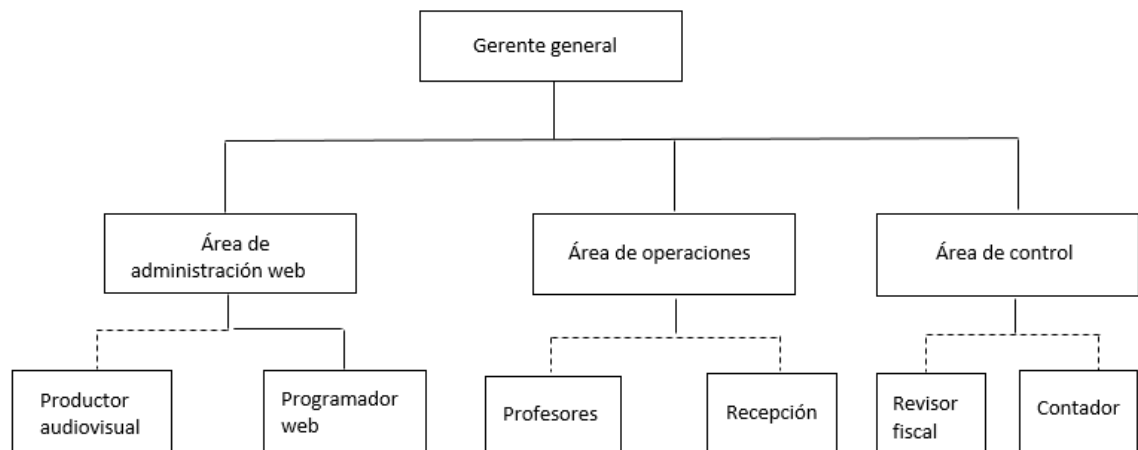 Gerente general
Área de
administración web
Área de operaciones
Área de control
Productor
audiovisual
Programador
web
Profesores
Recepción
Revisor
fiscal
Contador